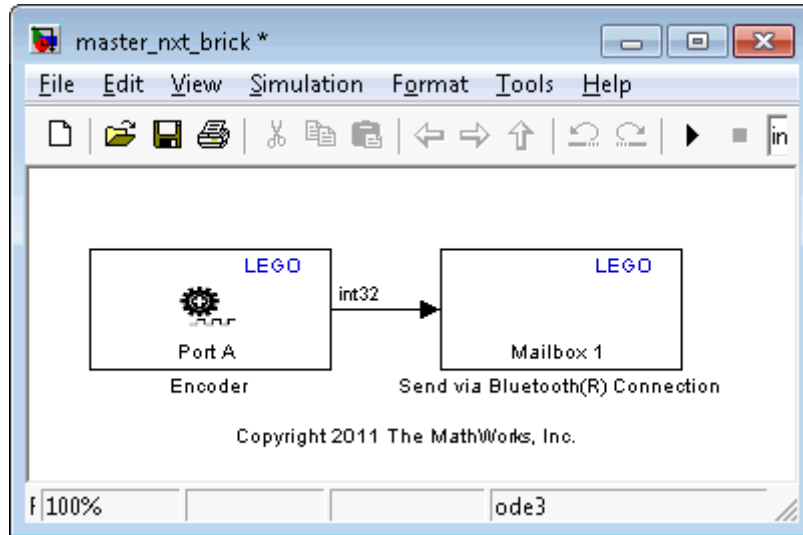 master_nxt_brick *
File Edit View Simulation Format Tools Help
in
LEGO
Port A
Encoder
int32
LEGO
Mailbox 1
Send via Bluetooth(R) Connection
Copyright 2011 The MathWorks, Inc.
F 100% ode3